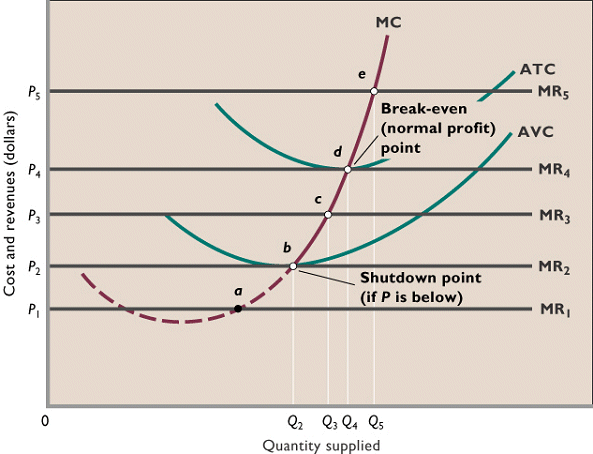 MC
ATC
e
P5
MR5
Break-even
(normal profit)
point
AVC
d
P4
MR4
c
P3
MR3
b
P2
MR2
Shutdown point
(if P is below)
a
P1
MR1
Cost and revenues (dollars)
0
Q2 Q3 Q4 Q5
Quantity supplied